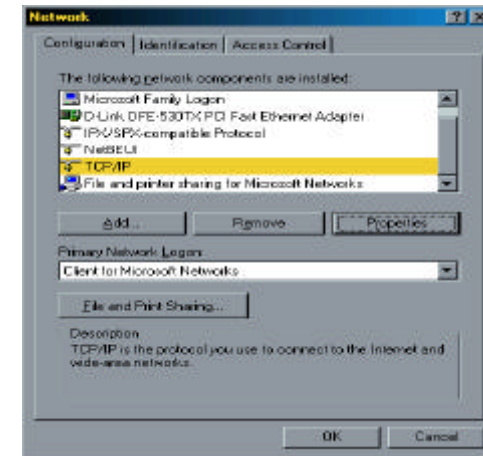 Network
Configuration Identification Access Control
The following network components are installed:
Microsoft Family Logon
D-Link DFE-530TX PCI Fast Ethernet Adapter
IPX/SPX-compatible Protocol
NetBEUI
TCP/IP
File and printer sharing for Microsoft Networks
Add... Remove Properties
Primary Network Logon:
Client for Microsoft Networks
File and Print Sharing...
Description
TCP/IP is the protocol you use to connect to the Internet and
wide-area networks.
OK Cancel